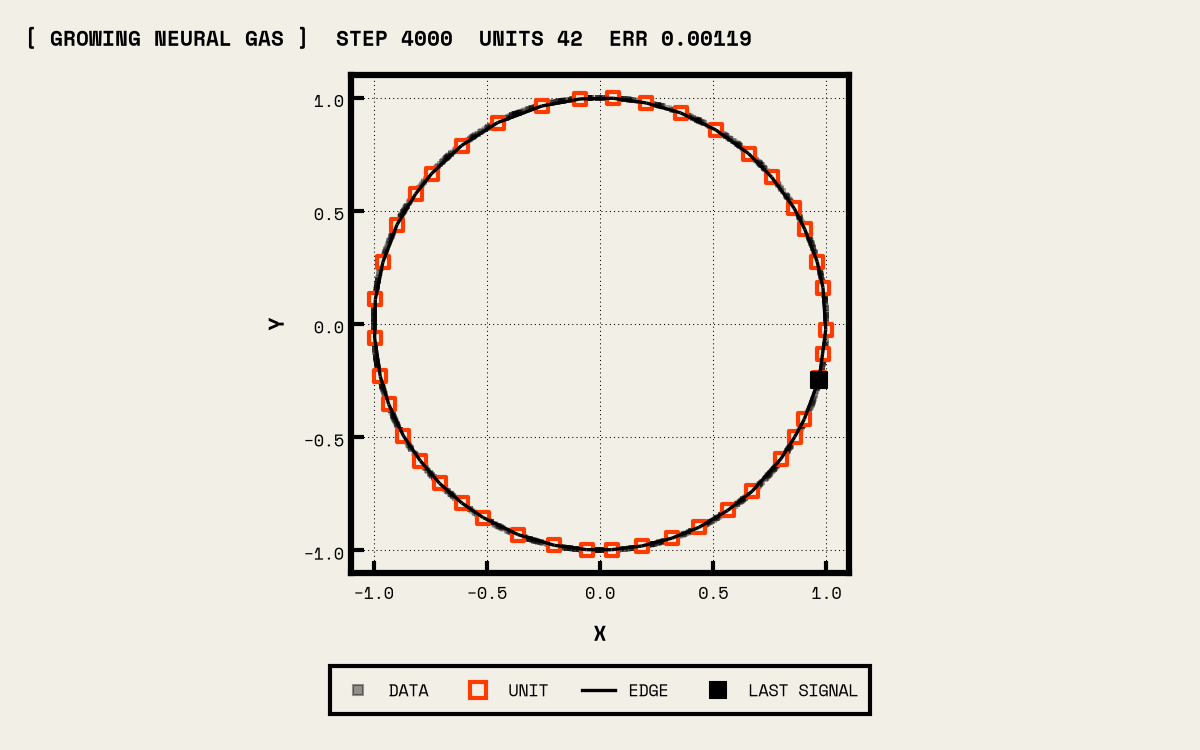 [ GROWING NEURAL GAS ]  STEP 4000  UNITS 42  ERR 0.00119
1.0
0.5
0.0
−0.5
−1.0
Y
−1.0 −0.5 0.0 0.5 1.0
X
DATA UNIT EDGE LAST SIGNAL